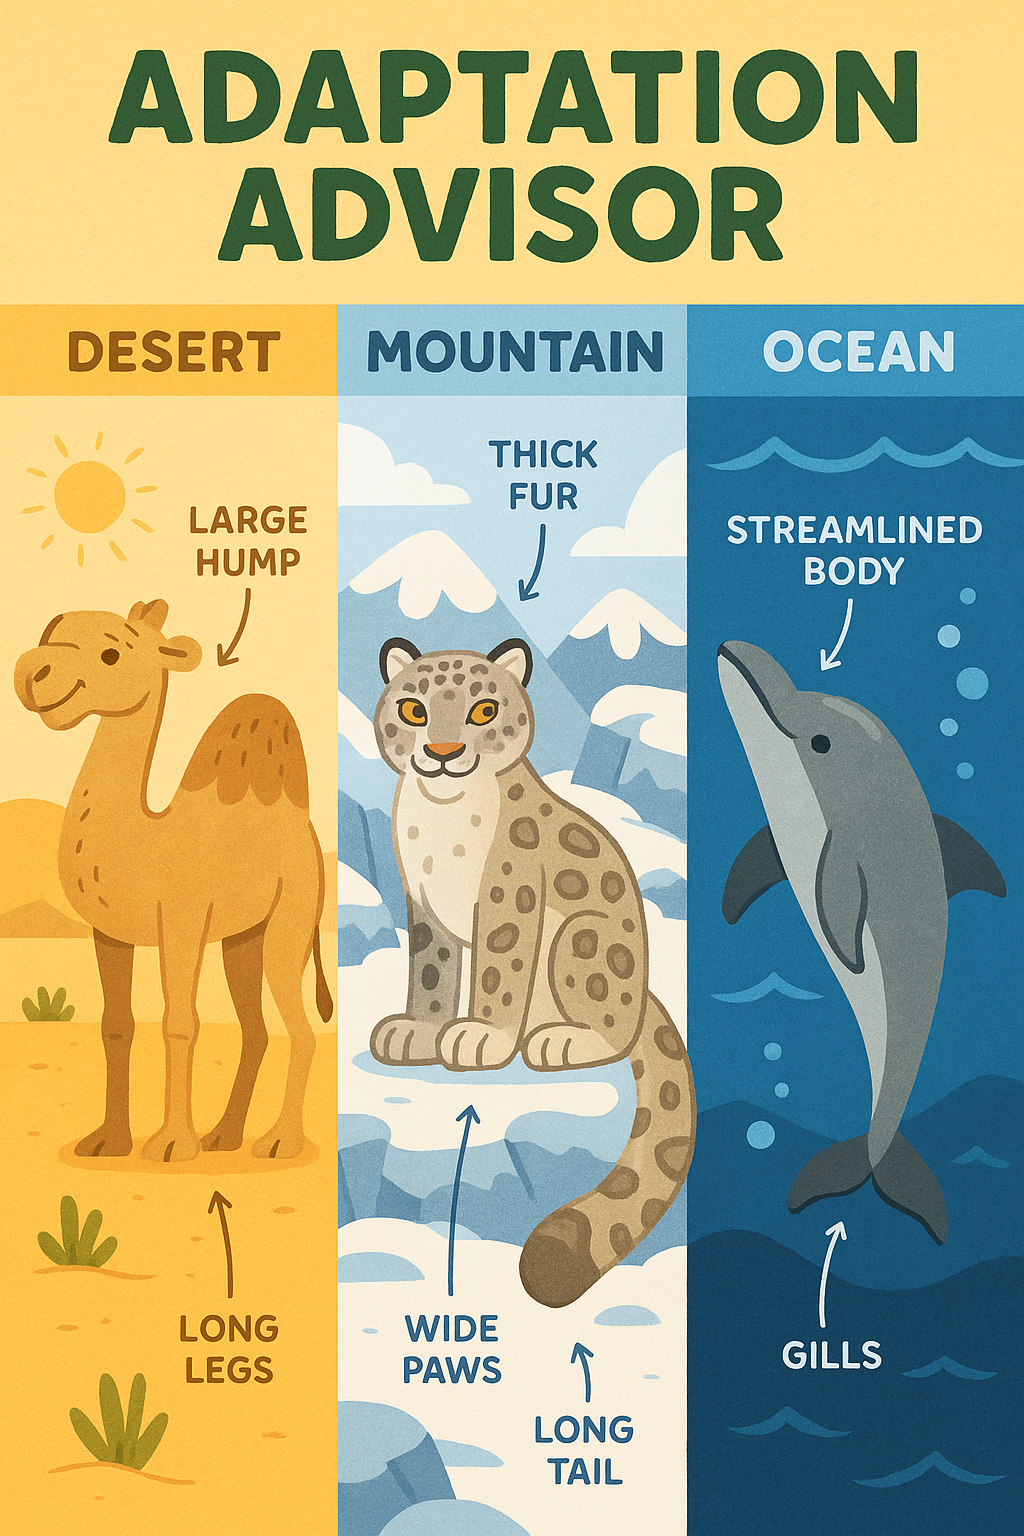 ADAPTATION
ADVISOR
DESERT
LARGE
HUMP
LONG
LEGS
MOUNTAIN
THICK
FUR
WIDE
PAWS
LONG
TAIL
OCEAN
STREAMLINED
BODY
GILLS